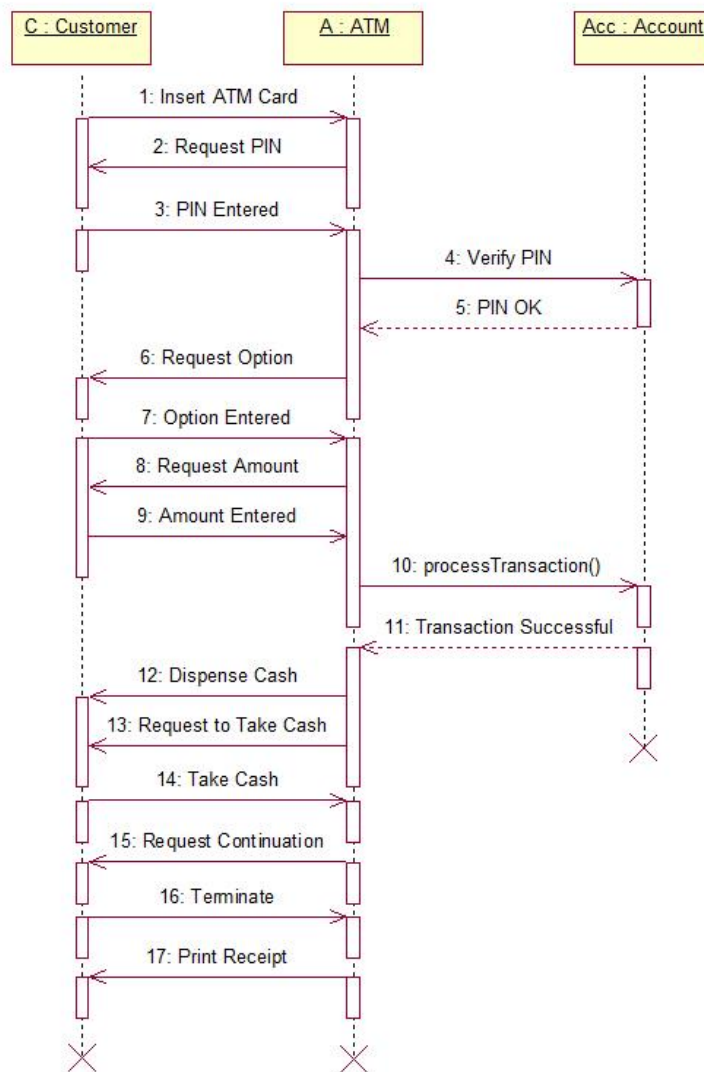 C : Customer
A : ATM
Acc : Account
1: Insert ATM Card
2: Request PIN
3: PIN Entered
4: Verify PIN
5: PIN OK
6: Request Option
7: Option Entered
8: Request Amount
9: Amount Entered
10: processTransaction()
11: Transaction Successful
12: Dispense Cash
13: Request to Take Cash
14: Take Cash
15: Request Continuation
16: Terminate
17: Print Receipt